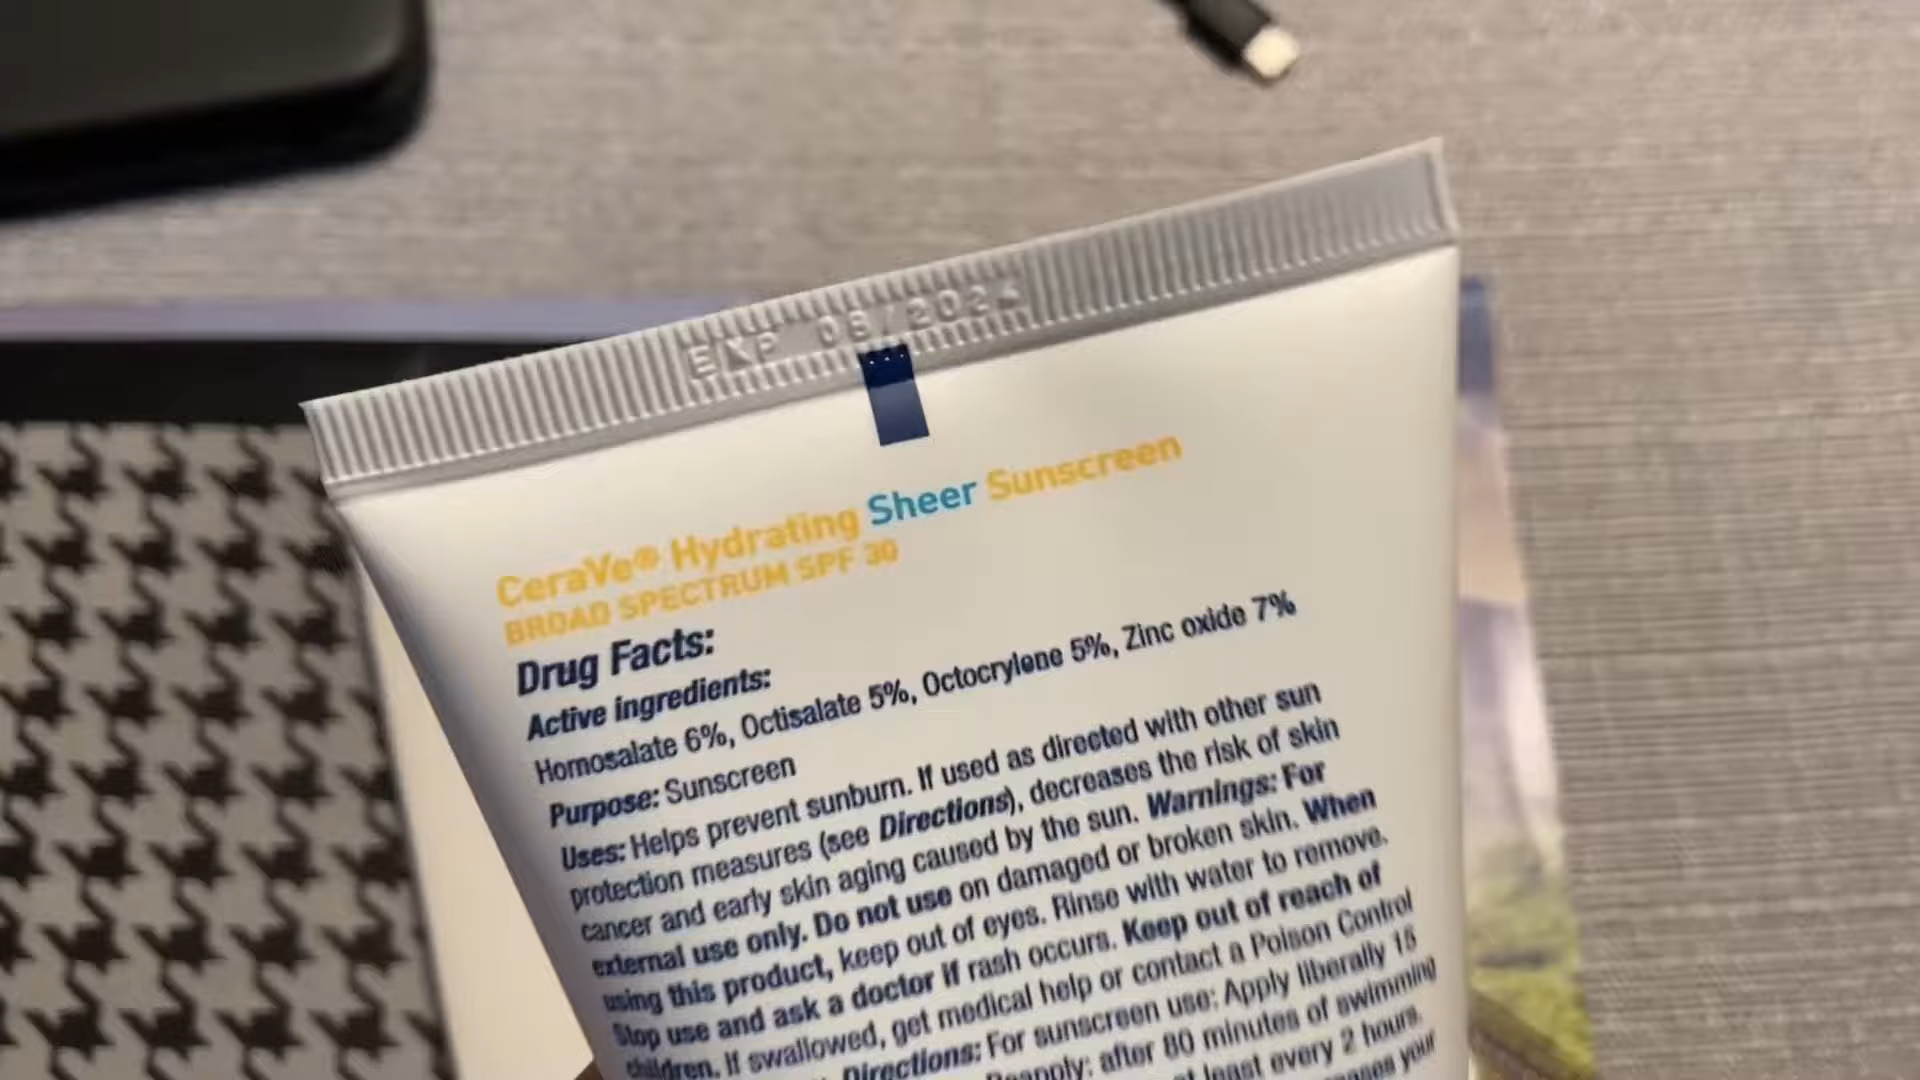 EXP 08/2024
CeraVe® Hydrating Sheer Sunscreen
BROAD SPECTRUM SPF 30
Drug Facts:
Active ingredients:
Homosalate 6%, Octisalate 5%, Octocrylene 5%, Zinc oxide 7%
Purpose: Sunscreen
Uses: Helps prevent sunburn. If used as directed with other sun
protection measures (see Directions), decreases the risk of skin
cancer and early skin aging caused by the sun. Warnings: For
external use only. Do not use on damaged or broken skin. When
using this product, keep out of eyes. Rinse with water to remove.
Stop use and ask a doctor if rash occurs. Keep out of reach of
children. If swallowed, get medical help or contact a Poison Control
Directions: For sunscreen use: Apply liberally 15
Reapply: after 80 minutes of swimming
at least every 2 hours.
your